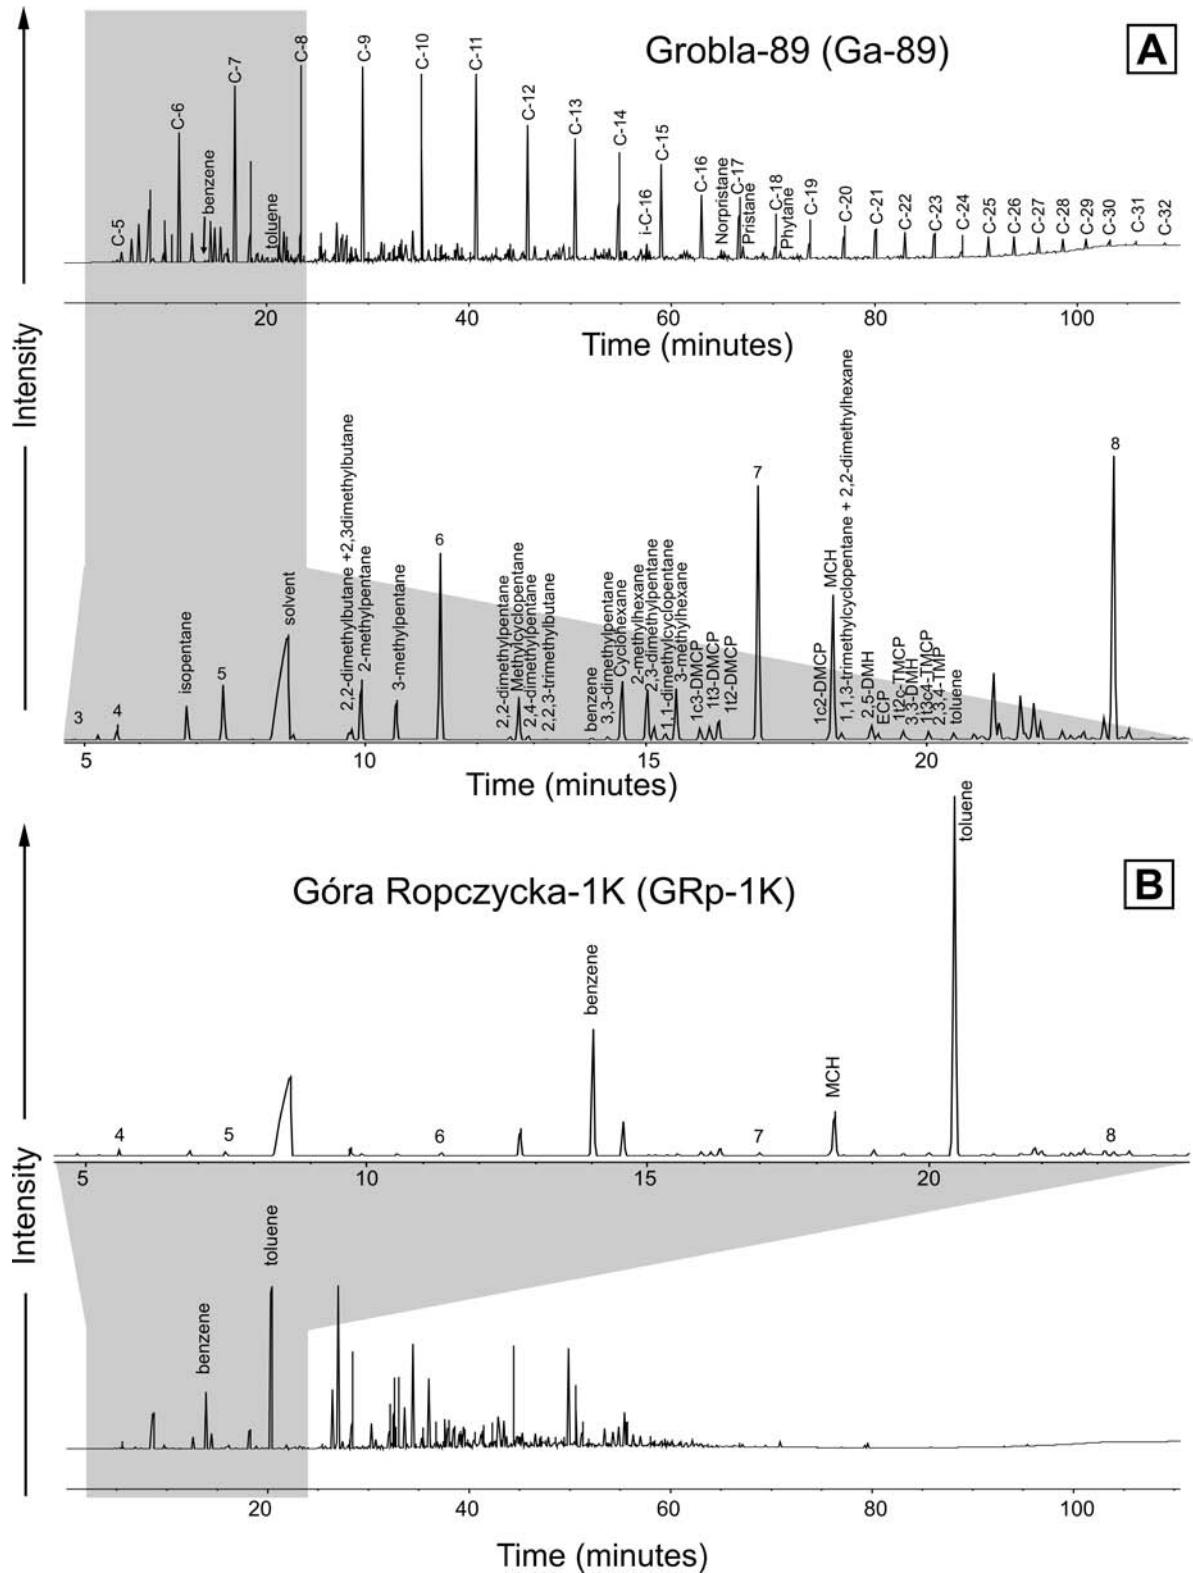 Grobla-89 (Ga-89)
A
C-5
C-6
benzene
C-7
toluene
C-8
C-9
C-10
C-11
C-12
C-13
C-14
i-C-16
C-15
C-16
Norpristane
C-17
Pristane
C-18
Phytane
C-19
C-20
C-21
C-22
C-23
C-24
C-25
C-26
C-27
C-28
C-29
C-30
C-31
C-32
20 40 60 80 100
Time (minutes)
Intensity
3
4
isopentane
5
solvent
2,2-dimethylbutane +2,3dimethylbutane
2-methylpentane
3-methylpentane
6
2,2-dimethylpentane
Methylcyclopentane
2,4-dimethylpentane
2,2,3-trimethylbutane
benzene
3,3-dimethylpentane
Cyclohexane
2-methylhexane
2,3-dimethylpentane
1,1-dimethylcyclopentane
3-methylhexane
1c3-DMCP
1t3-DMCP
1t2-DMCP
7
1c2-DMCP
MCH
1,1,3-trimethylcyclopentane + 2,2-dimethylhexane
2,5-DMH
ECP
1t2c-TMCP
3,3-DMH
1t3c4-TMCP
2,3,4-TMP
toluene
8
5 10 15 20
Time (minutes)
Góra Ropczycka-1K (GRp-1K)
B
4
5
6
benzene
7
MCH
toluene
8
5 10 15 20
Intensity
benzene
toluene
20 40 60 80 100
Time (minutes)